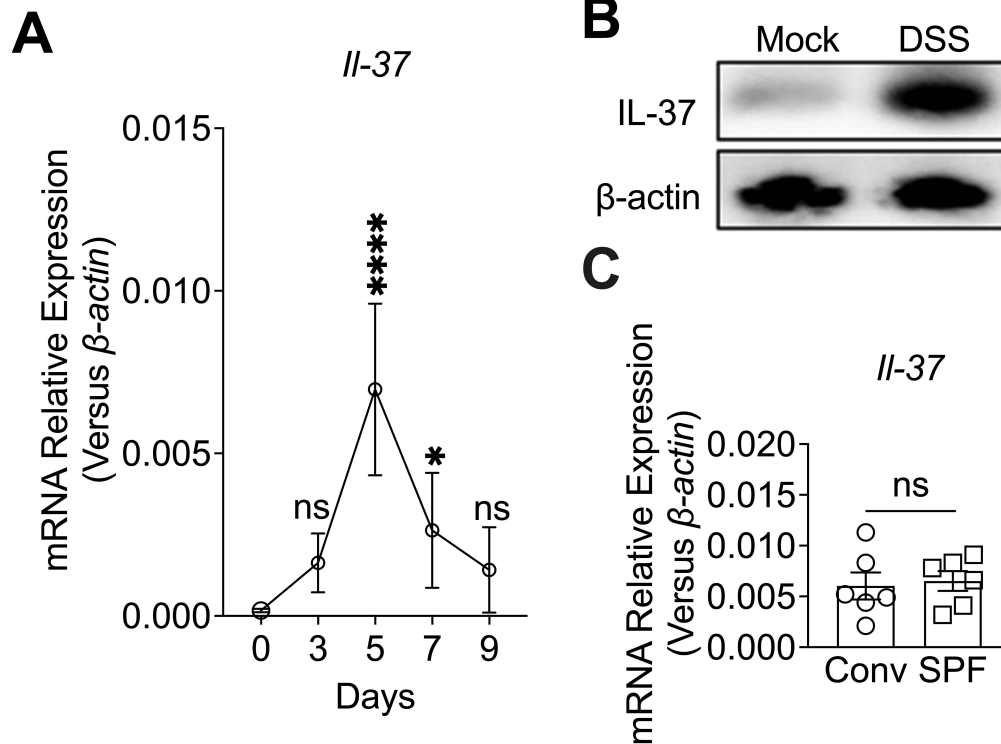 A
Il-37
mRNA Relative Expression
(Versus β-actin)
0.015
0.010
0.005
0.000
****
*
ns
ns
0 3 5 7 9
Days
B
Mock DSS
IL-37
β-actin
C
Il-37
mRNA Relative Expression
(Versus β-actin)
0.020
0.015
0.010
0.005
0.000
ns
Conv SPF